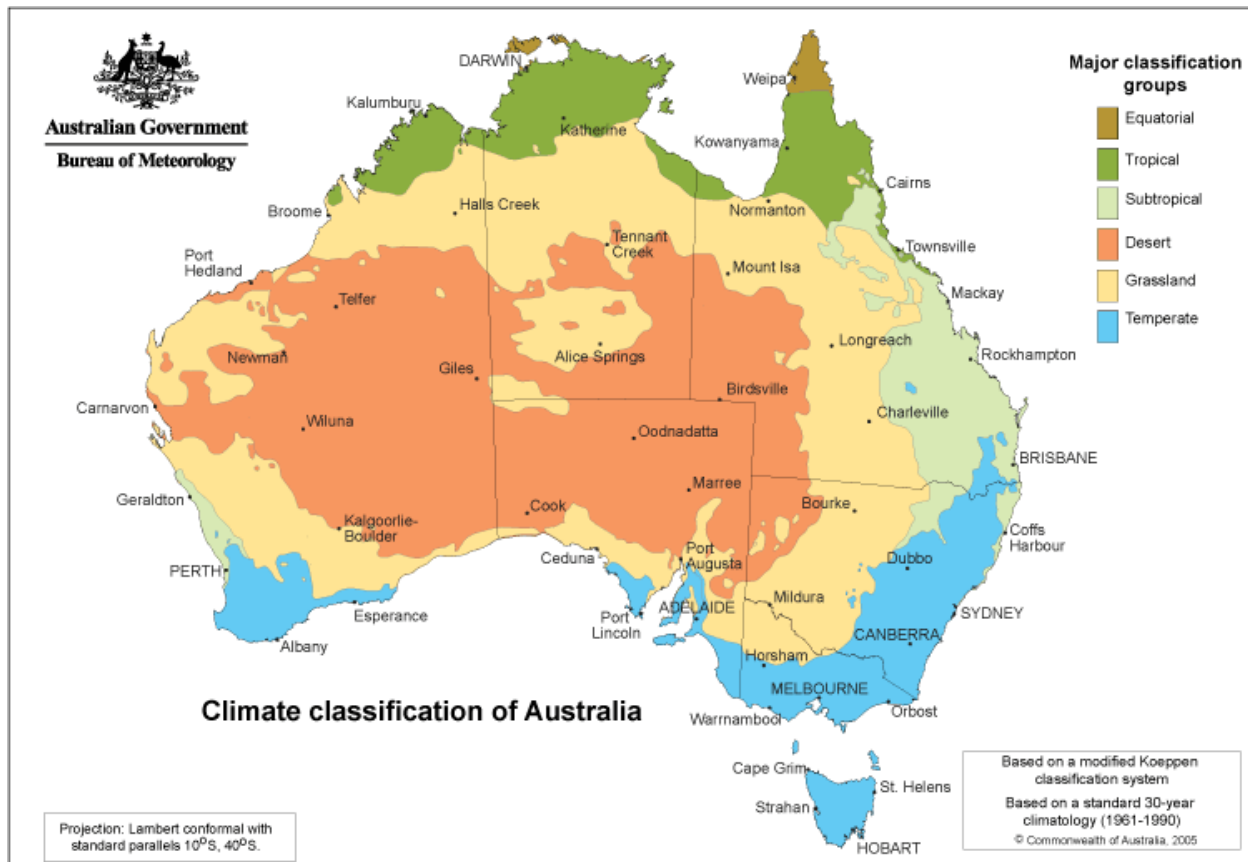 Australian Government
Bureau of Meteorology
Major classification
groups
Equatorial
Tropical
Subtropical
Desert
Grassland
Temperate
DARWIN
Weipa
Kalumburu
Katherine
Kowanyama
Cairns
Broome
Halls Creek
Normanton
Tennant
Creek
Townsville
Port
Hedland
Mount Isa
Mackay
Telfer
Newman
Alice Springs
Longreach
Rockhampton
Giles
Birdsville
Carnarvon
Wiluna
Oodnadatta
Charleville
BRISBANE
Geraldton
Marree
Cook
Bourke
Kalgoorlie-
Boulder
Coffs
Harbour
Ceduna
Port
Augusta
Dubbo
PERTH
Esperance
Port
Lincoln
ADELAIDE
Mildura
SYDNEY
Albany
CANBERRA
Horsham
MELBOURNE
Warrnambool
Orbost
Climate classification of Australia
Cape Grim
St. Helens
Strahan
HOBART
Projection: Lambert conformal with
standard parallels 10°S, 40°S.
Based on a modified Koeppen
classification system
Based on a standard 30-year
climatology (1961-1990)
© Commonwealth of Australia, 2005